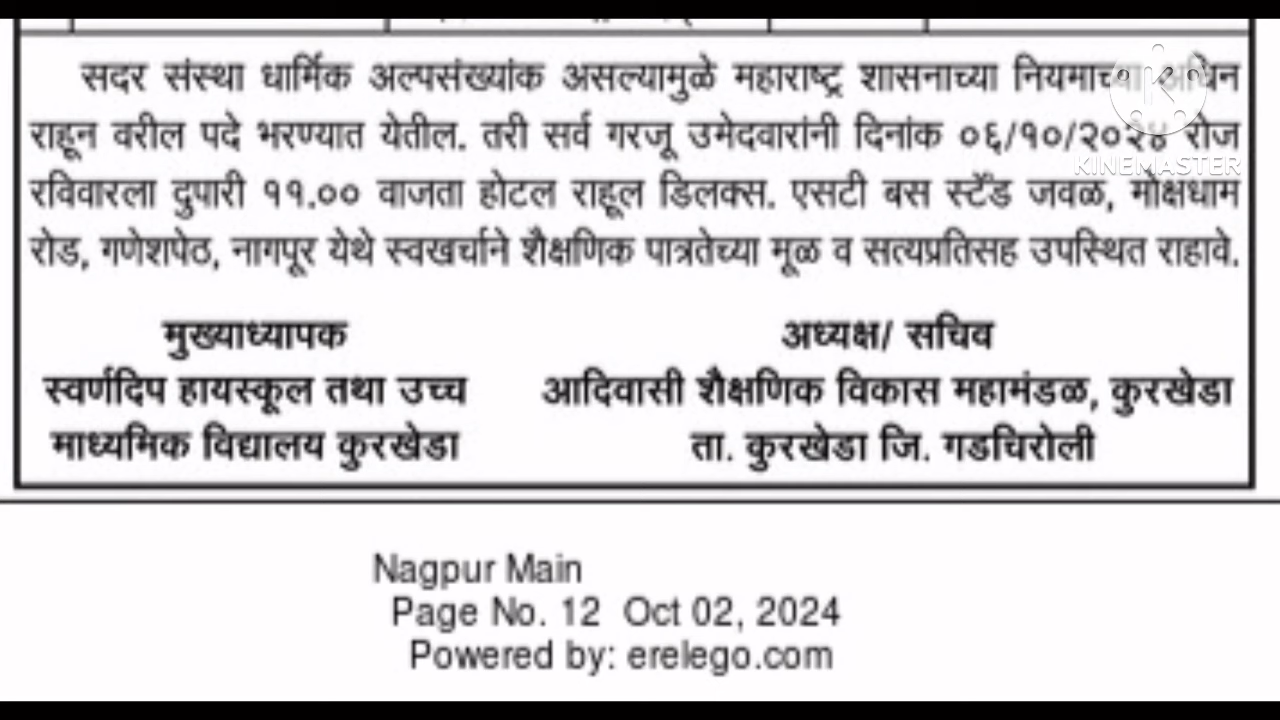 सदर संस्था धार्मिक अल्पसंख्यांक असल्यामुळे महाराष्ट्र शासनाच्या नियमाच्या अधिन
राहून वरील पदे भरण्यात येतील. तरी सर्व गरजू उमेदवारांनी दिनांक ०६/१०/२०२४ रोज
रविवारला दुपारी ११.०० वाजता होटल राहूल डिलक्स. एसटी बस स्टँड जवळ, मोक्षधाम
रोड, गणेशपेठ, नागपूर येथे स्वखर्चाने शैक्षणिक पात्रतेच्या मूळ व सत्यप्रतिसह उपस्थित राहावे.
मुख्याध्यापक
स्वर्णदिप हायस्कूल तथा उच्च
माध्यमिक विद्यालय कुरखेडा
अध्यक्ष/ सचिव
आदिवासी शैक्षणिक विकास महामंडळ, कुरखेडा
ता. कुरखेडा जि. गडचिरोली
Nagpur Main
Page No. 12 Oct 02, 2024
Powered by: erelego.com
KINEMASTER